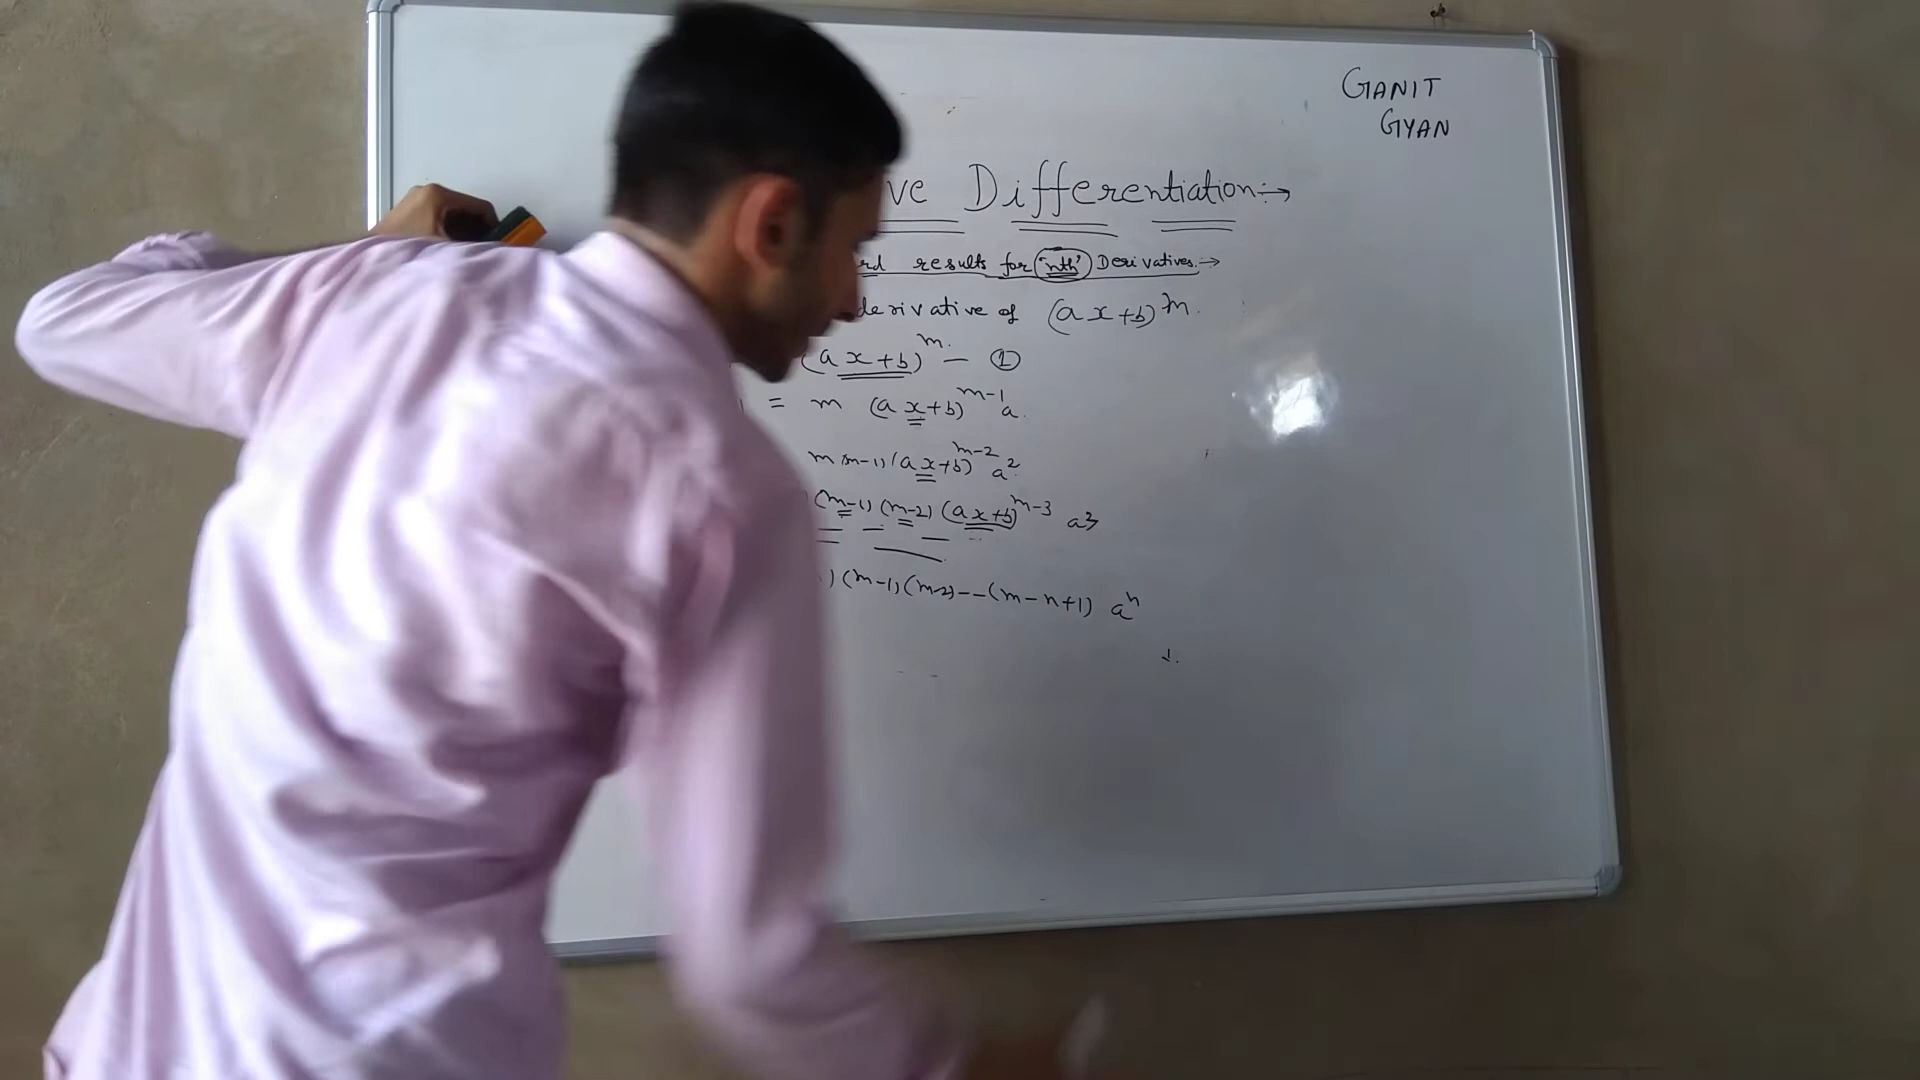 GANIT
GYAN
ve Differentiation:→
rd results for 'nth' Derivatives →
derivative of (ax+b)^m.
(ax+b)^m. — ①
1 = m (ax+b)^m-1 a.
m(m-1)(ax+b)^m-2 a^2.
(m-1) (m-2) (ax+b)^m-3 a^3
) (m-1) (m-2) -- (m-n+1) a^n